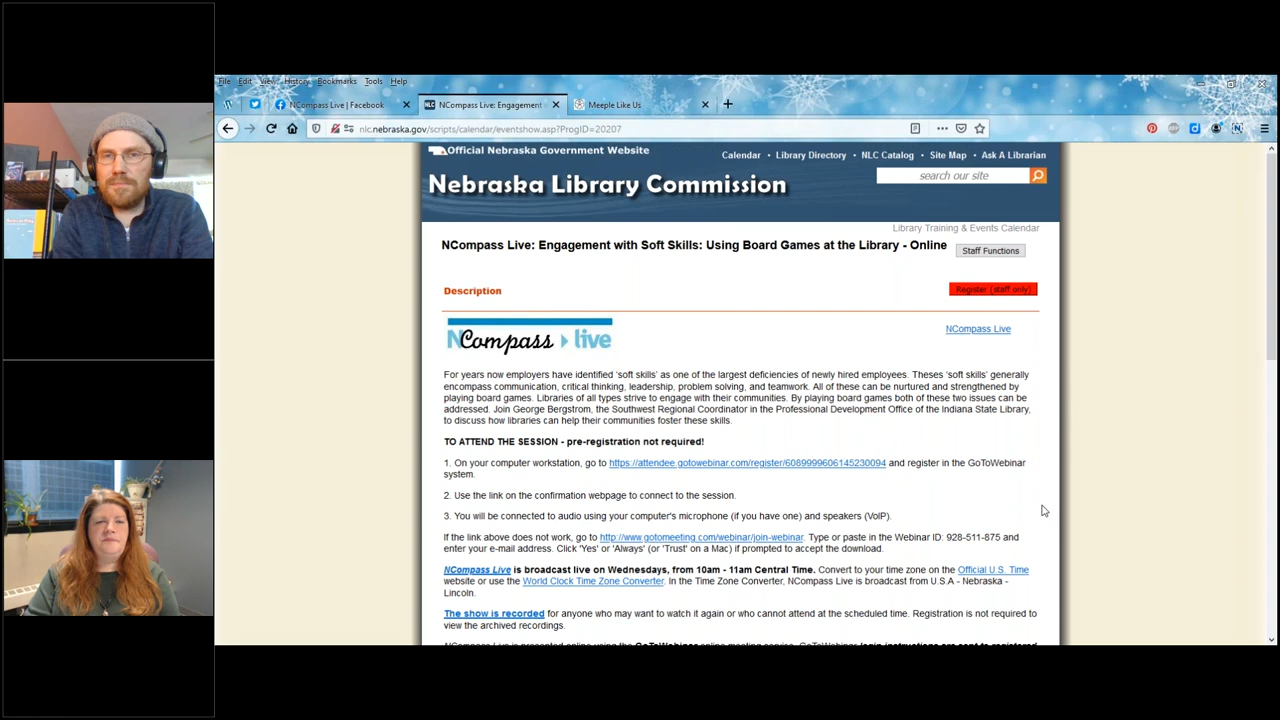 File Edit View History Bookmarks Tools Help
NCompass Live | Facebook
NCompass Live: Engagement
Meeple Like Us
nlc.nebraska.gov/scripts/calendar/eventshow.asp?ProgID=20207
Official Nebraska Government Website
Calendar • Library Directory • NLC Catalog • Site Map • Ask A Librarian
Nebraska Library Commission
search our site
Library Training & Events Calendar
NCompass Live: Engagement with Soft Skills: Using Board Games at the Library - Online
Staff Functions
Description
Register (staff only)
NCompass live
NCompass Live
For years now employers have identified 'soft skills' as one of the largest deficiencies of newly hired employees. Theses 'soft skills' generally
encompass communication, critical thinking, leadership, problem solving, and teamwork. All of these can be nurtured and strengthened by
playing board games. Libraries of all types strive to engage with their communities. By playing board games both of these two issues can be
addressed. Join George Bergstrom, the Southwest Regional Coordinator in the Professional Development Office of the Indiana State Library,
to discuss how libraries can help their communities foster these skills.
TO ATTEND THE SESSION - pre-registration not required!
1. On your computer workstation, go to https://attendee.gotowebinar.com/register/6089999606145230094 and register in the GoToWebinar
system.
2. Use the link on the confirmation webpage to connect to the session.
3. You will be connected to audio using your computer's microphone (if you have one) and speakers (VoIP).
If the link above does not work, go to http://www.gotomeeting.com/webinar/join-webinar. Type or paste in the Webinar ID: 928-511-875 and
enter your e-mail address. Click 'Yes' or 'Always' (or 'Trust' on a Mac) if prompted to accept the download.
NCompass Live is broadcast live on Wednesdays, from 10am - 11am Central Time. Convert to your time zone on the Official U.S. Time
website or use the World Clock Time Zone Converter. In the Time Zone Converter, NCompass Live is broadcast from U.S.A - Nebraska -
Lincoln.
The show is recorded for anyone who may want to watch it again or who cannot attend at the scheduled time. Registration is not required to
view the archived recordings.